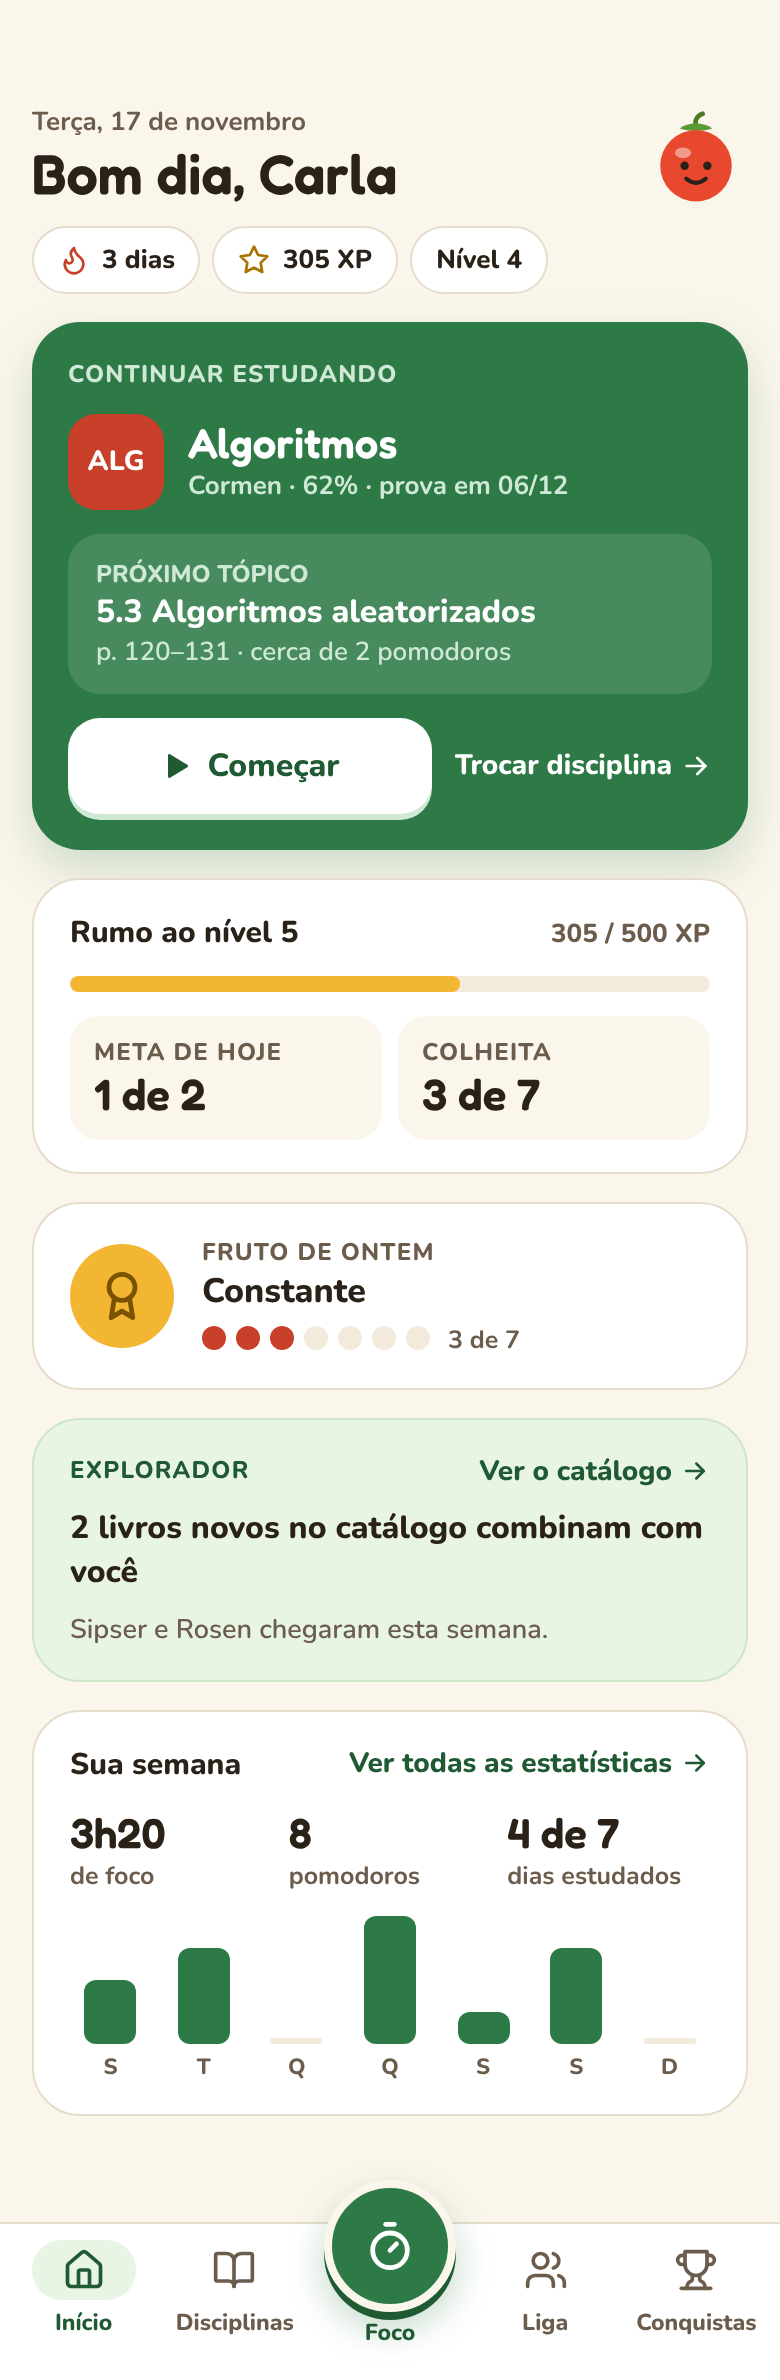 Terça, 17 de novembro
Bom dia, Carla
3 dias
305 XP
Nível 4
CONTINUAR ESTUDANDO
ALG
Algoritmos
Cormen · 62% · prova em 06/12
PRÓXIMO TÓPICO
5.3 Algoritmos aleatorizados
p. 120–131 · cerca de 2 pomodoros
Começar
Trocar disciplina →
Rumo ao nível 5
305 / 500 XP
META DE HOJE
1 de 2
COLHEITA
3 de 7
FRUTO DE ONTEM
Constante
3 de 7
EXPLORADOR
Ver o catálogo →
2 livros novos no catálogo combinam com
você
Sipser e Rosen chegaram esta semana.
Sua semana
Ver todas as estatísticas →
3h20
de foco
8
pomodoros
4 de 7
dias estudados
S T Q Q S S D
Início
Disciplinas
Foco
Liga
Conquistas